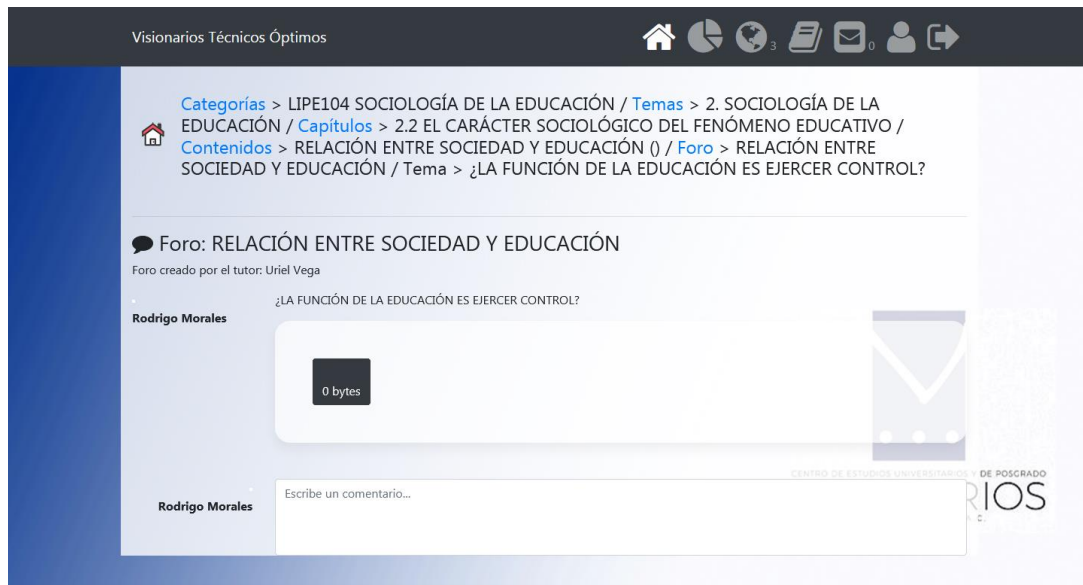 Visionarios Técnicos Óptimos
3
0
Categorías > LIPE104 SOCIOLOGÍA DE LA EDUCACIÓN / Temas > 2. SOCIOLOGÍA DE LA
EDUCACIÓN / Capítulos > 2.2 EL CARÁCTER SOCIOLÓGICO DEL FENÓMENO EDUCATIVO /
Contenidos > RELACIÓN ENTRE SOCIEDAD Y EDUCACIÓN () / Foro > RELACIÓN ENTRE
SOCIEDAD Y EDUCACIÓN / Tema > ¿LA FUNCIÓN DE LA EDUCACIÓN ES EJERCER CONTROL?
Foro: RELACIÓN ENTRE SOCIEDAD Y EDUCACIÓN
Foro creado por el tutor: Uriel Vega
¿LA FUNCIÓN DE LA EDUCACIÓN ES EJERCER CONTROL?
Rodrigo Morales
0 bytes
CENTRO DE ESTUDIOS UNIVERSITARIOS Y DE POSGRADO
RIOS
Rodrigo Morales
Escribe un comentario...